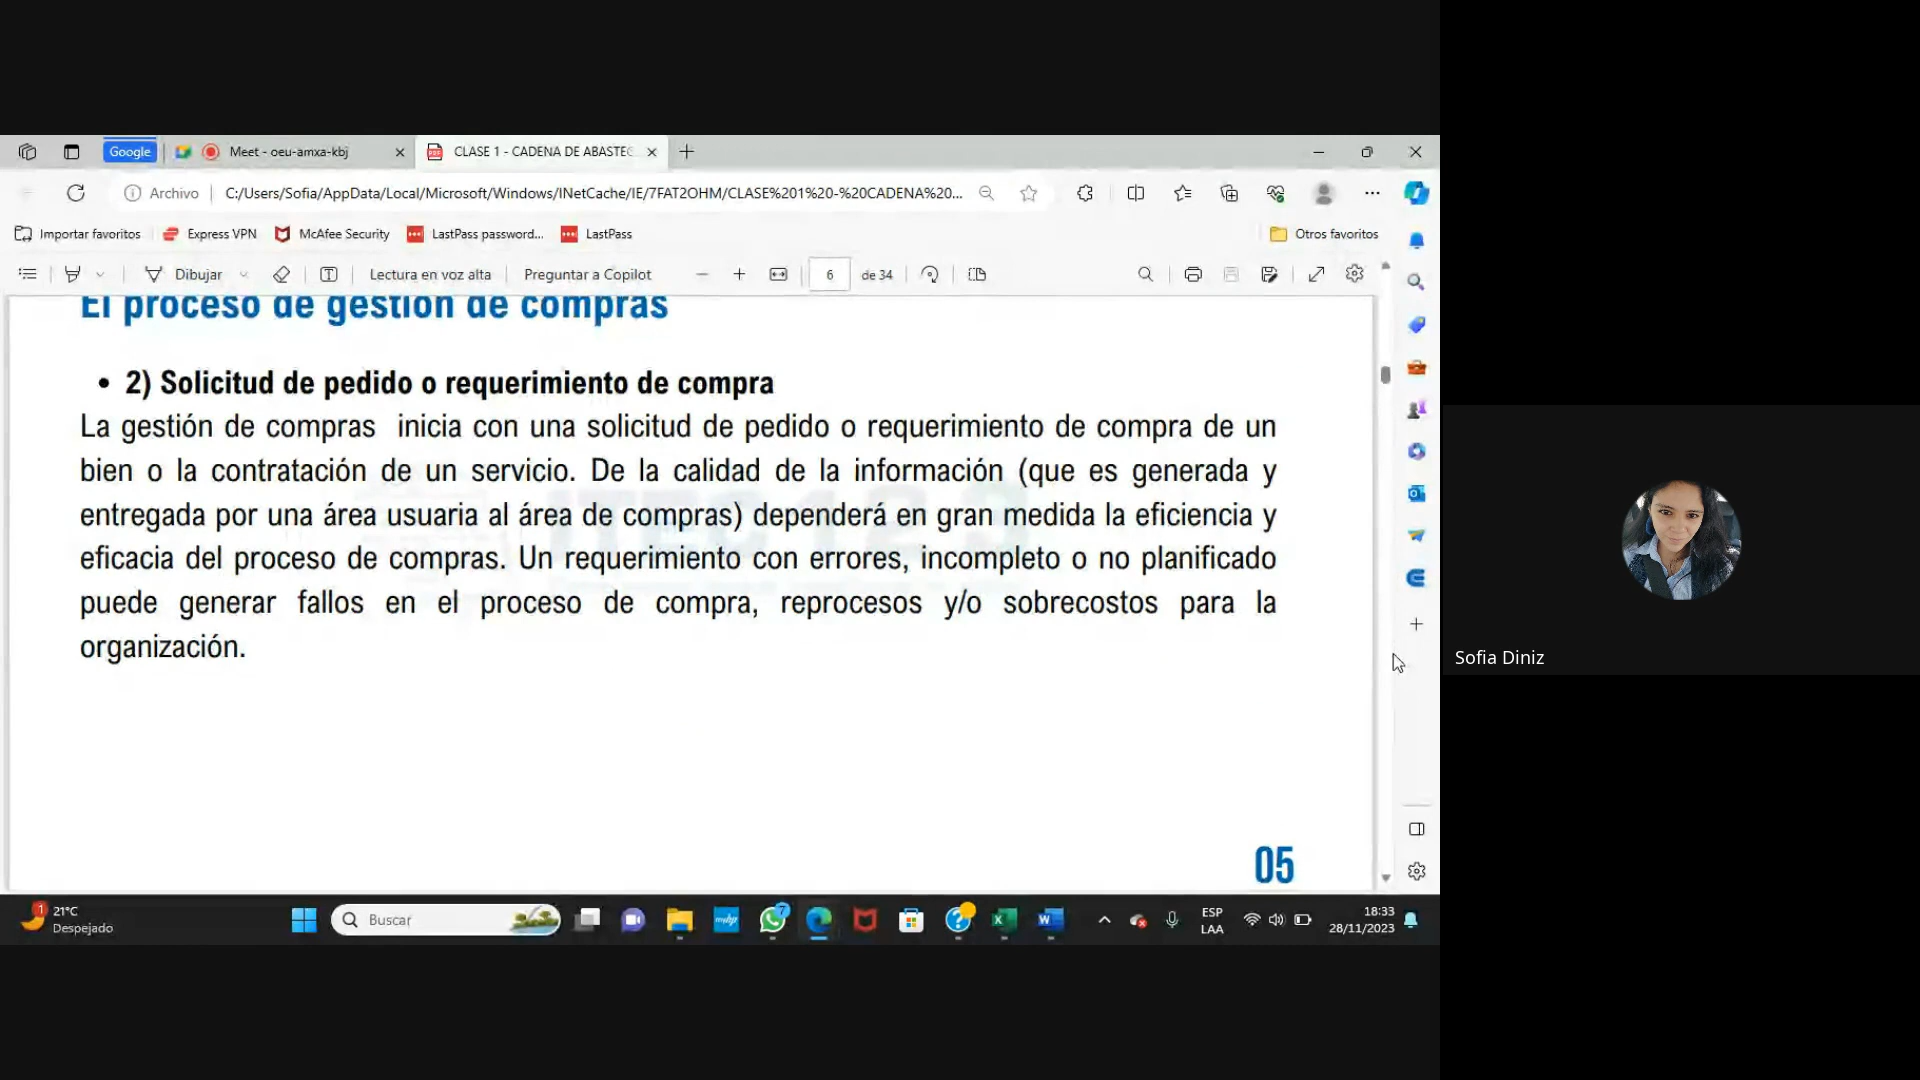 Google
Meet - oeu-amxa-kbj
CLASE 1 - CADENA DE ABASTEC
Archivo
C:/Users/Sofia/AppData/Local/Microsoft/Windows/INetCache/IE/7FAT2OHM/CLASE%201%20-%20CADENA%20...
Importar favoritos
Express VPN
McAfee Security
LastPass password...
LastPass
Otros favoritos
Dibujar
Lectura en voz alta
Preguntar a Copilot
6
de 34
El proceso de gestión de compras
• 2) Solicitud de pedido o requerimiento de compra
La gestión de compras inicia con una solicitud de pedido o requerimiento de compra de un
bien o la contratación de un servicio. De la calidad de la información (que es generada y
entregada por una área usuaria al área de compras) dependerá en gran medida la eficiencia y
eficacia del proceso de compras. Un requerimiento con errores, incompleto o no planificado
puede generar fallos en el proceso de compra, reprocesos y/o sobrecostos para la
organización.
05
Sofia Diniz
1
21°C
Despejado
Buscar
ESP
LAA
18:33
28/11/2023